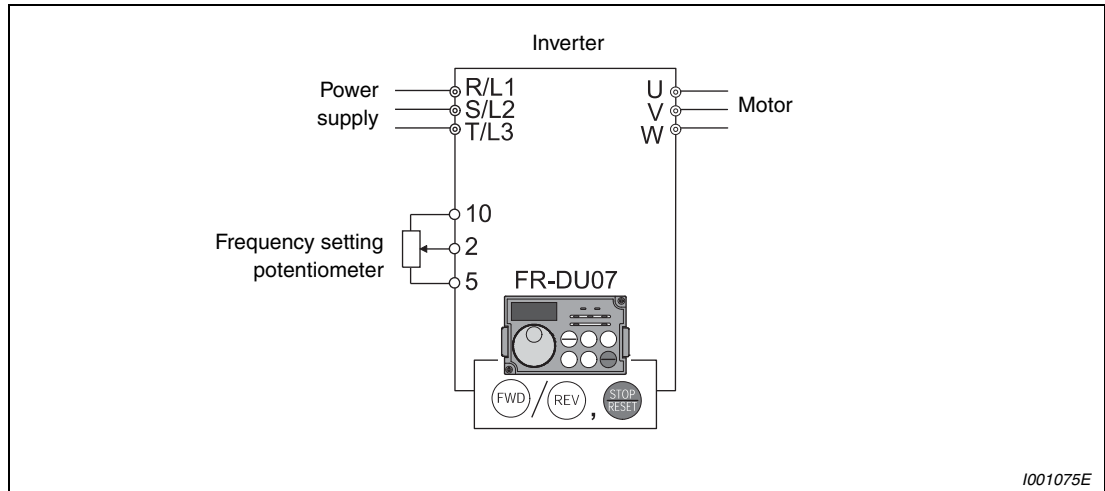 Inverter
Power supply
R/L1
S/L2
T/L3
U
V
W
Motor
Frequency setting potentiometer
10
2
5
FR-DU07
FWD / REV , STOP RESET
I001075E